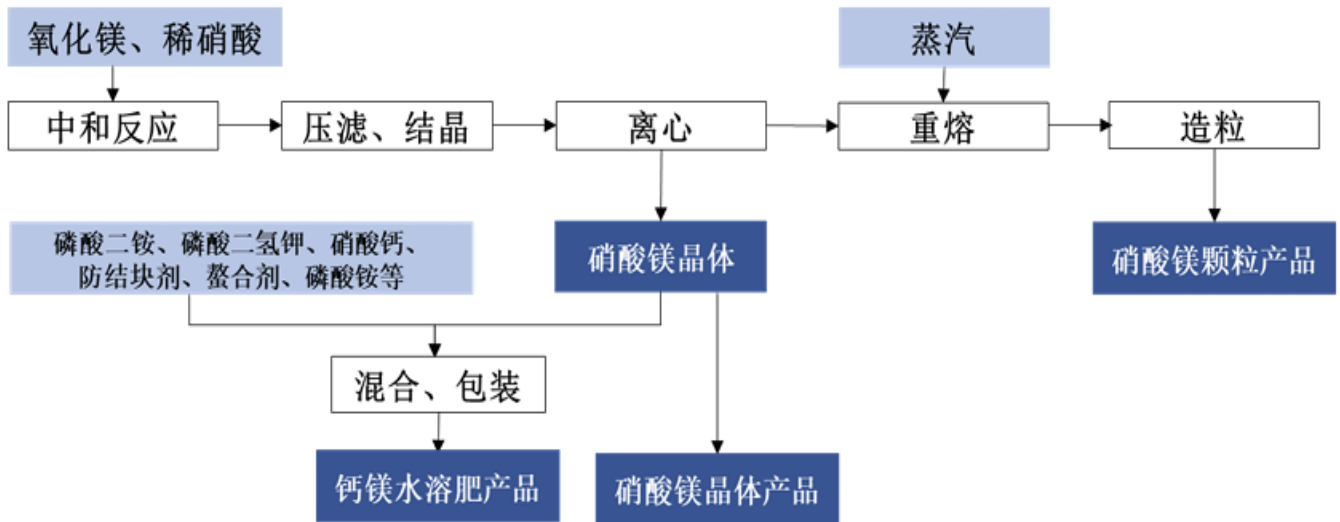 氧化镁、稀硝酸
蒸汽
中和反应
压滤、结晶
离心
重熔
造粒
磷酸二铵、磷酸二氢钾、硝酸钙、
防结块剂、螯合剂、磷酸铵等
硝酸镁晶体
硝酸镁颗粒产品
混合、包装
钙镁水溶肥产品
硝酸镁晶体产品